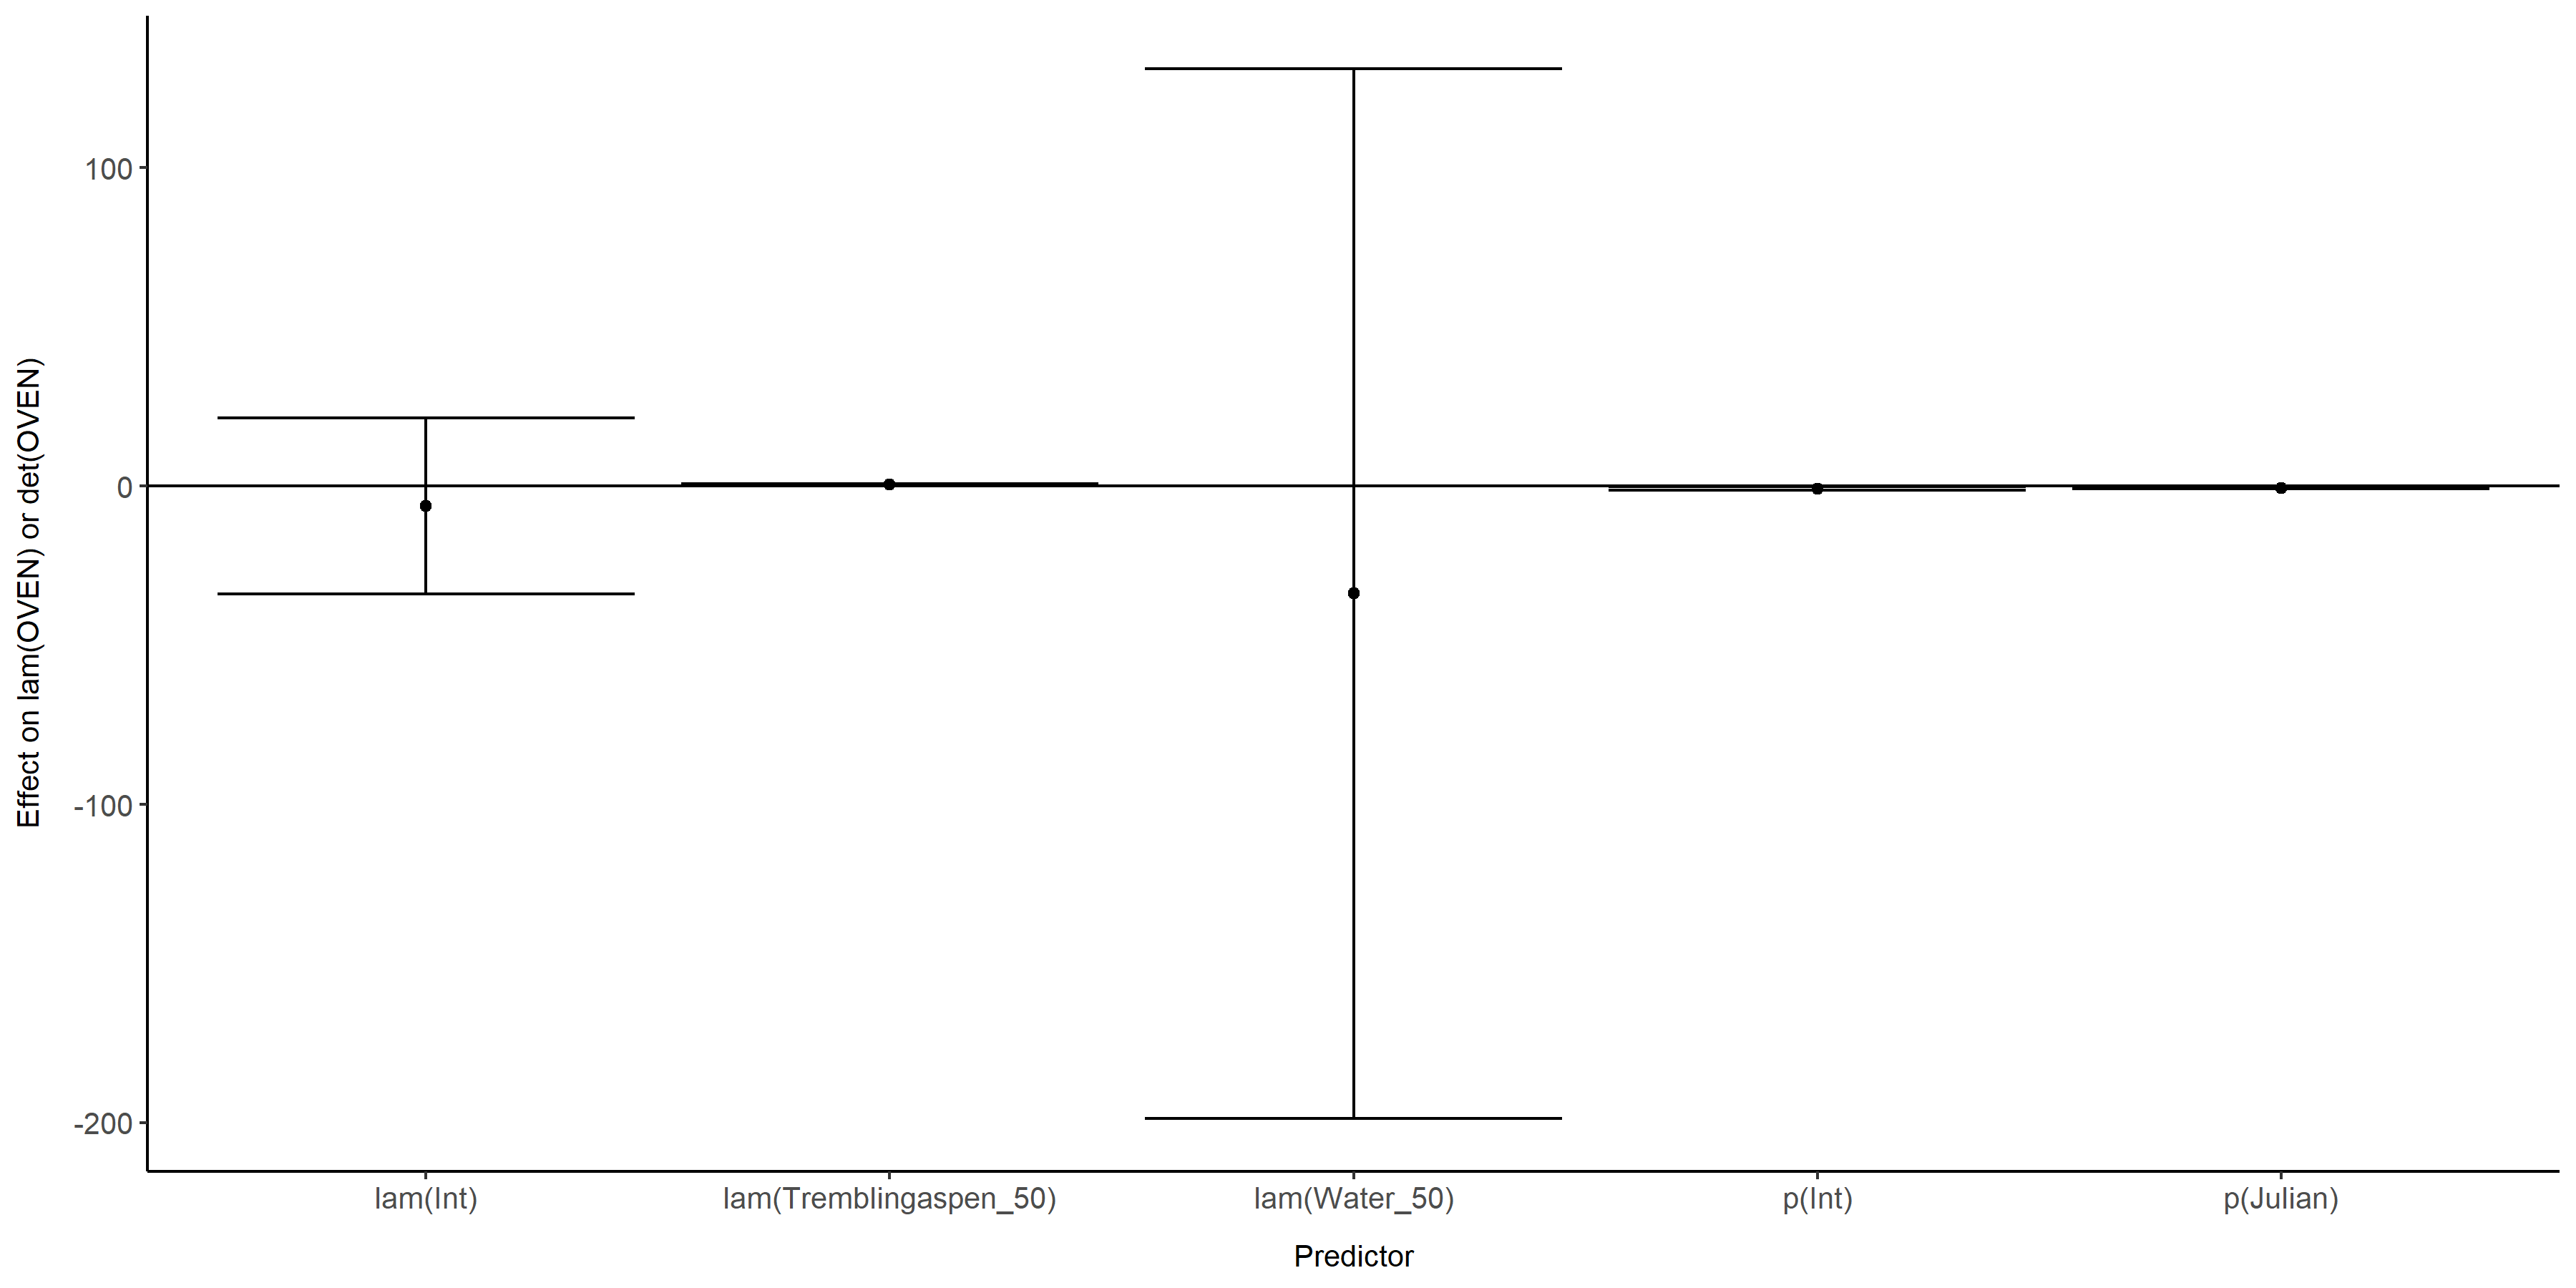 Effect on lam(OVEN) or det(OVEN)
100
0
-100
-200
lam(Int) lam(Tremblingaspen_50) lam(Water_50) p(Int) p(Julian)
Predictor